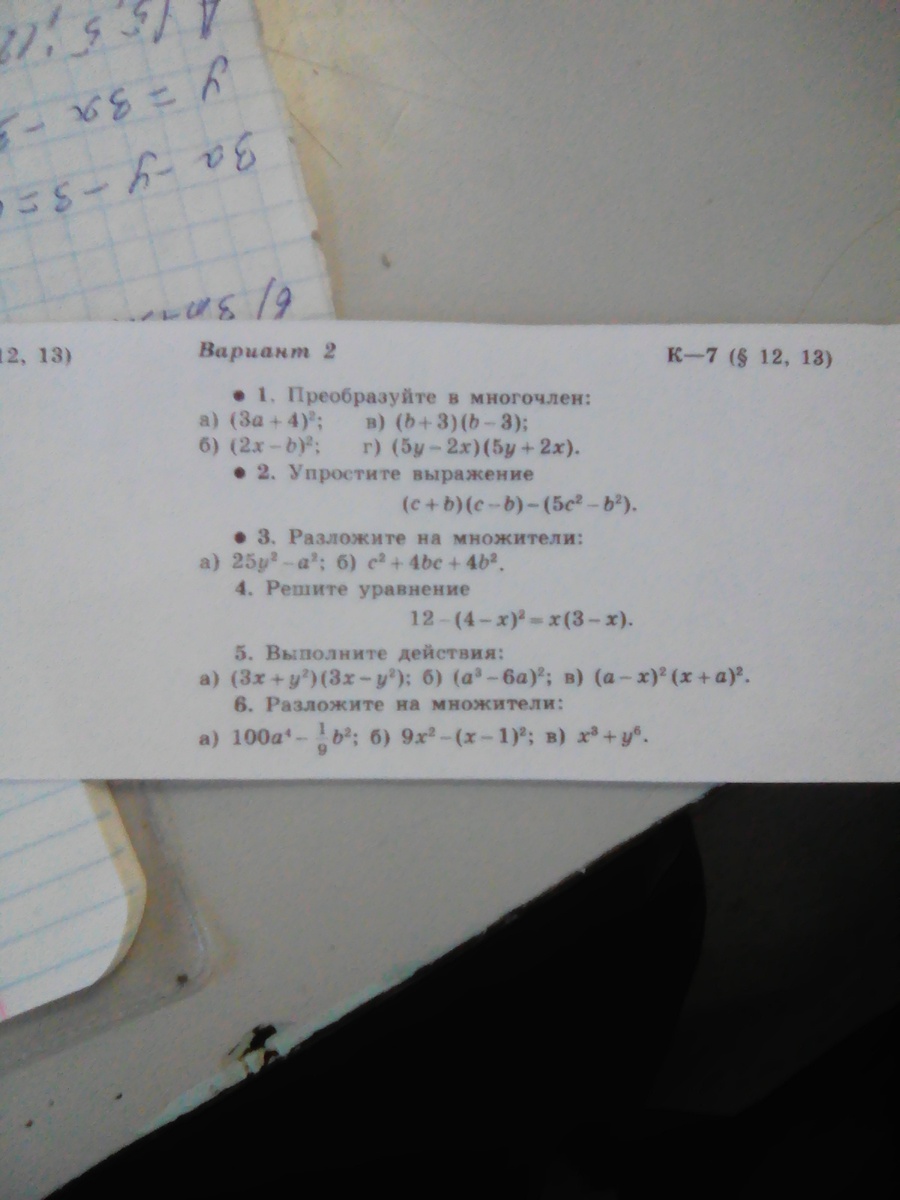 y = 3x -
3a - y - 3 =
в)
12, 13)
Вариант 2
К—7 (§ 12, 13)
• 1. Преобразуйте в многочлен:
а) (3a + 4)²; в) (b + 3)(b − 3);
б) (2x − b)²; г) (5y − 2x)(5y + 2x).
• 2. Упростите выражение
(c + b)(c − b) − (5c² − b²).
• 3. Разложите на множители:
а) 25y² − a²; б) c² + 4bc + 4b².
4. Решите уравнение
12 − (4 − x)² = x(3 − x).
5. Выполните действия:
а) (3x + y²)(3x − y²); б) (a³ − 6a)²; в) (a − x)²(x + a)².
6. Разложите на множители:
а) 100a⁴ − 1/9 b²; б) 9x² − (x − 1)²; в) x³ + y⁶.